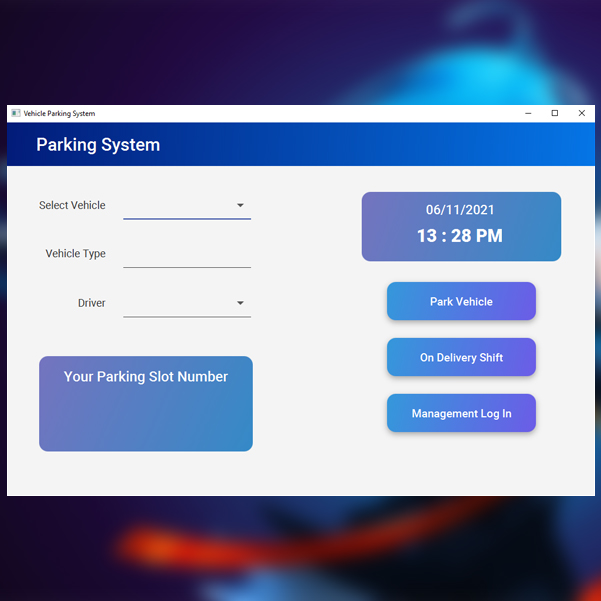 Vehicle Parking System
Parking System
Select Vehicle
Vehicle Type
Driver
Your Parking Slot Number
06/11/2021
13 : 28 PM
Park Vehicle
On Delivery Shift
Management Log In